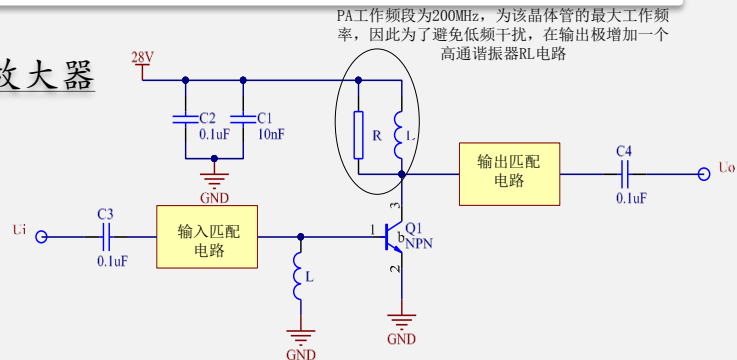 PA工作频段为200MHz，为该晶体管的最大工作频
率，因此为了避免低频干扰，在输出极增加一个
高通谐振器RL电路
放大器
28V
C2
0.1uF
C1
10nF
GND
R
L
输出匹配
电路
C4
0.1uF
Uo
Ui
C3
0.1uF
输入匹配
电路
L
GND
1
3
b
Q1
NPN
2
GND